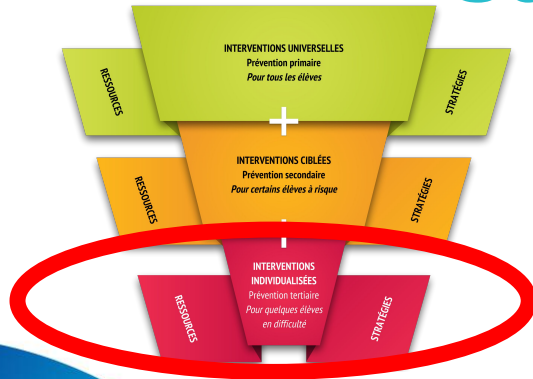 INTERVENTIONS UNIVERSELLES
Prévention primaire
Pour tous les élèves
RESSOURCES
STRATÉGIES
+
INTERVENTIONS CIBLÉES
Prévention secondaire
Pour certains élèves à risque
RESSOURCES
STRATÉGIES
+
INTERVENTIONS
INDIVIDUALISÉES
Prévention tertiaire
Pour quelques élèves
en difficulté
RESSOURCES
STRATÉGIES